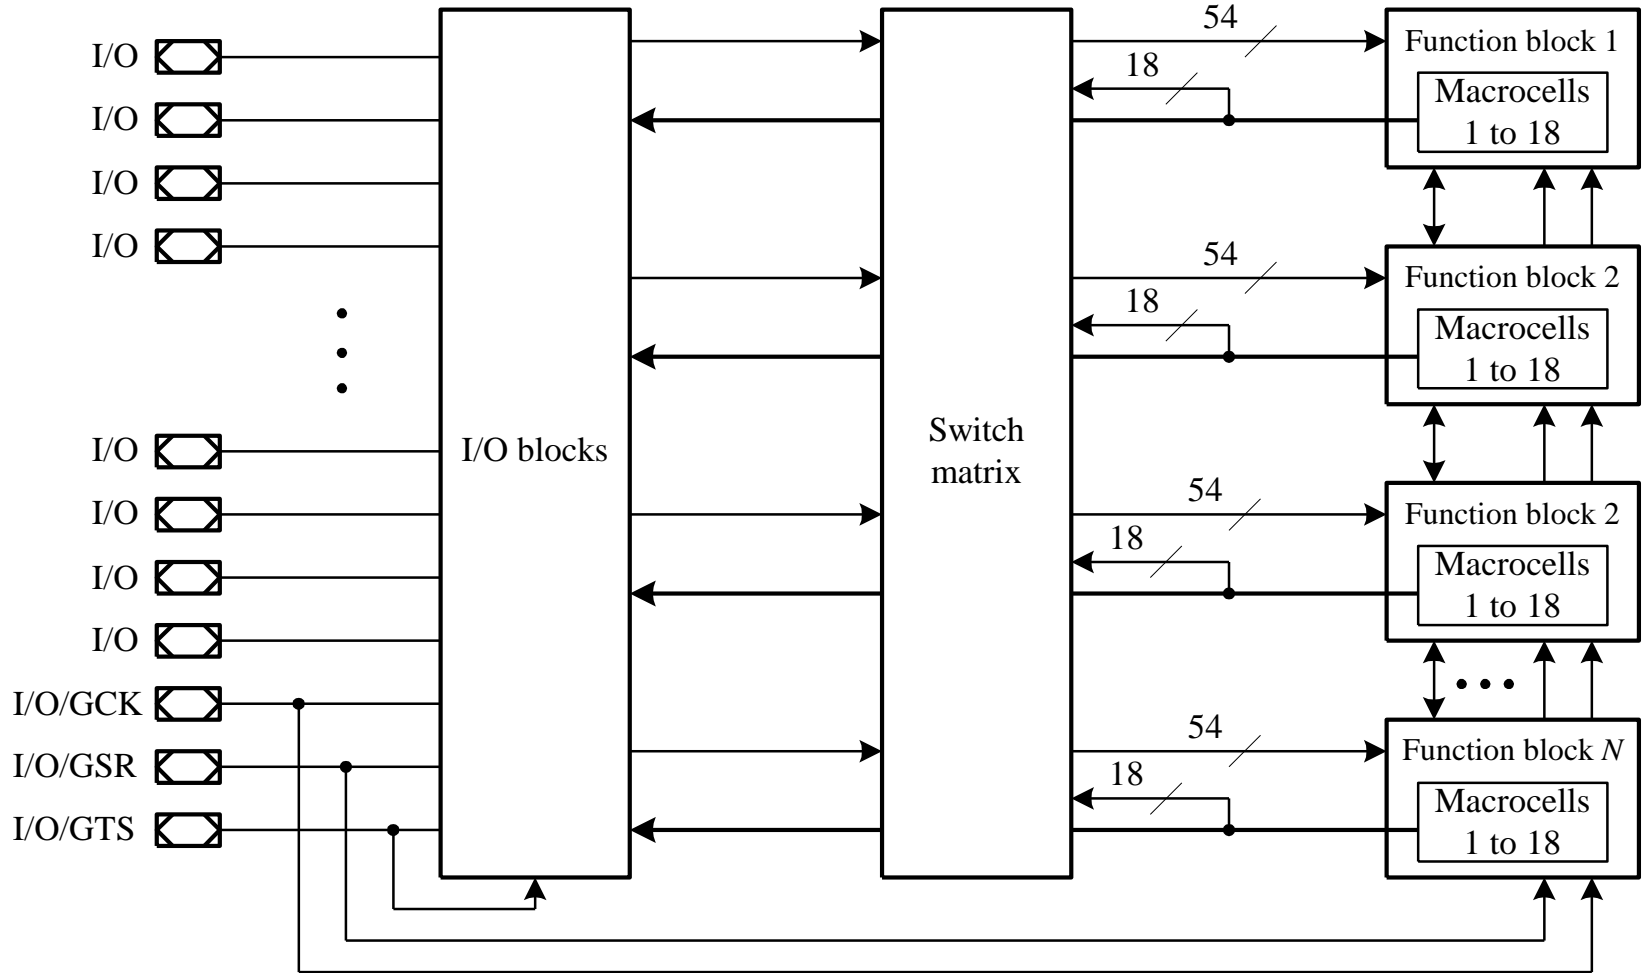 I/O
I/O
I/O
I/O
I/O
I/O
I/O
I/O
I/O/GCK
I/O/GSR
I/O/GTS
I/O blocks
Switch
matrix
54
18
Function block 1
Macrocells
1 to 18
54
18
Function block 2
Macrocells
1 to 18
54
18
Function block 2
Macrocells
1 to 18
54
18
Function block N
Macrocells
1 to 18